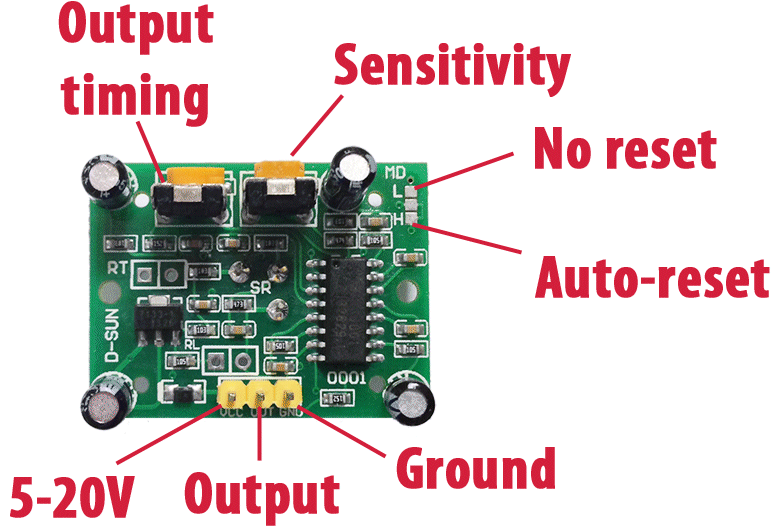 Output
timing
Sensitivity
No reset
MD
L
H
Auto-reset
RT
SR
D-SUN
RL
0001
VCC OUT GND
5-20V
Output
Ground